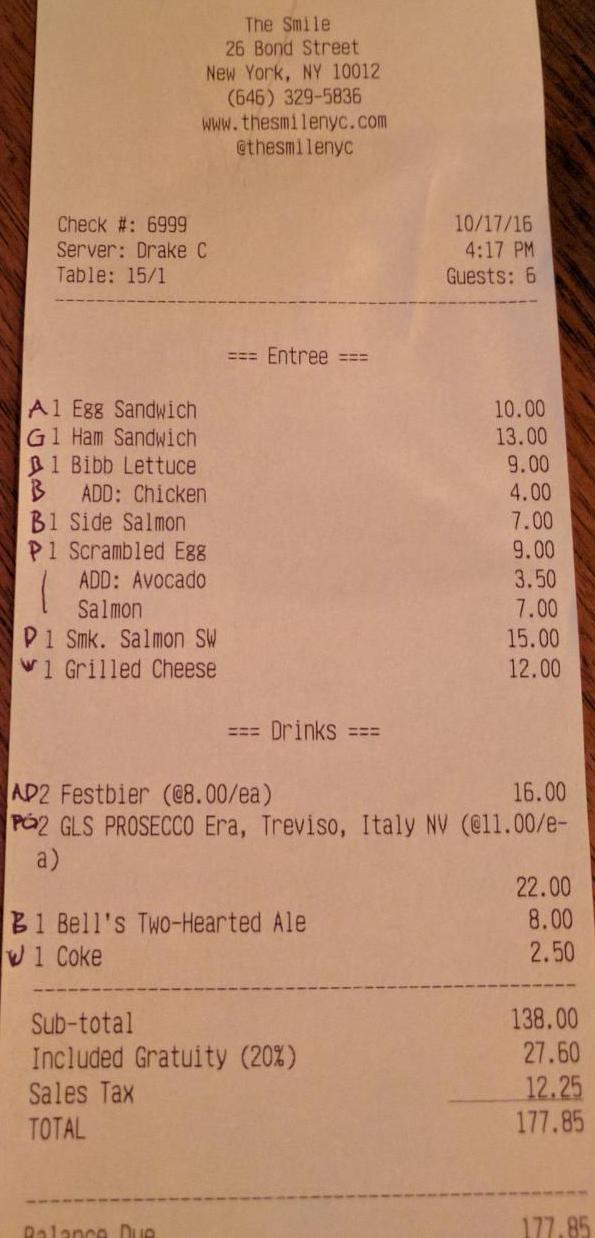 The Smile
26 Bond Street
New York, NY 10012
(646) 329-5836
www.thesmilenyc.com
@thesmilenyc
Check #: 6999 10/17/16
Server: Drake C 4:17 PM
Table: 15/1 Guests: 6
=== Entree ===
A 1 Egg Sandwich 10.00
G 1 Ham Sandwich 13.00
B 1 Bibb Lettuce 9.00
B ADD: Chicken 4.00
B 1 Side Salmon 7.00
P 1 Scrambled Egg 9.00
ADD: Avocado 3.50
Salmon 7.00
D 1 Smk. Salmon SW 15.00
W 1 Grilled Cheese 12.00
=== Drinks ===
AD 2 Festbier (@8.00/ea) 16.00
PG 2 GLS PROSECCO Era, Treviso, Italy NV (@11.00/e-
a)
22.00
B 1 Bell's Two-Hearted Ale 8.00
W 1 Coke 2.50
Sub-total 138.00
Included Gratuity (20%) 27.60
Sales Tax 12.25
TOTAL 177.85
Balance Due 177.85